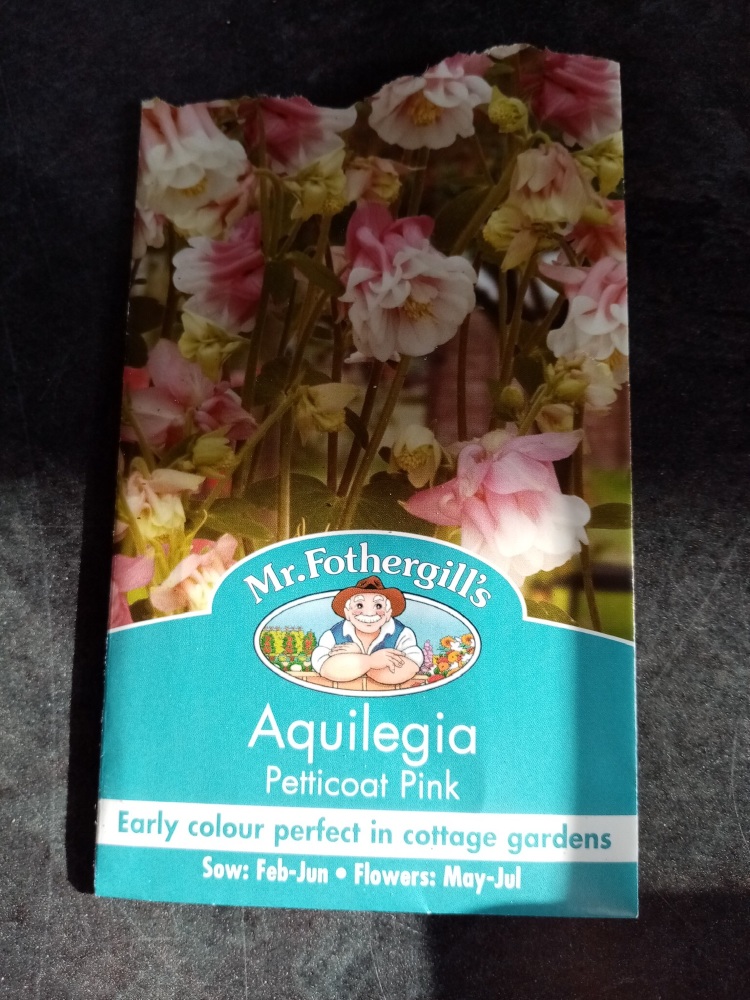 Mr. Fothergill's
Aquilegia
Petticoat Pink
Early colour perfect in cottage gardens
Sow: Feb-Jun • Flowers: May-Jul